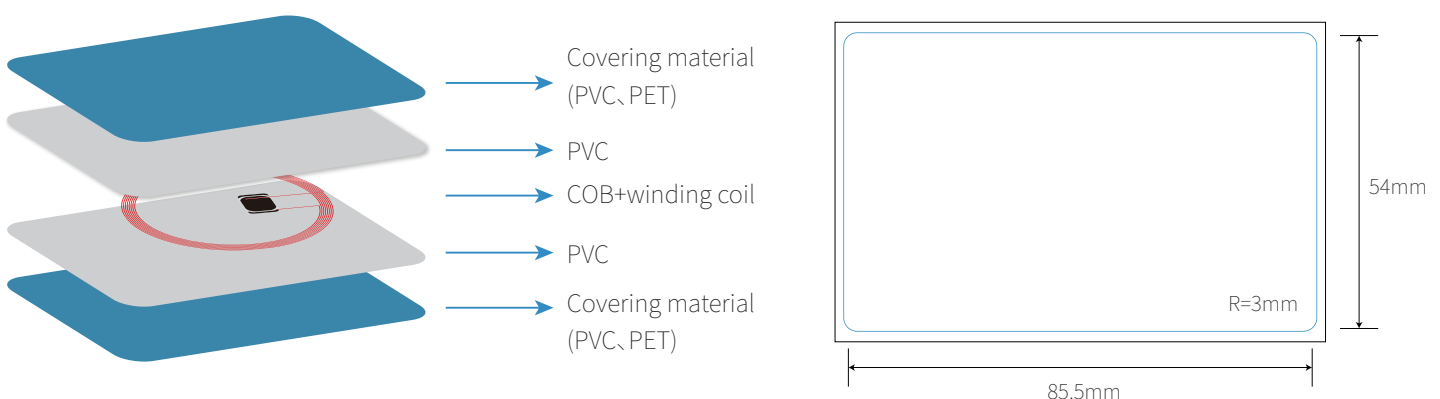 Covering material
(PVC、PET)
PVC
COB+winding coil
PVC
Covering material
(PVC、PET)
54mm
R=3mm
85.5mm